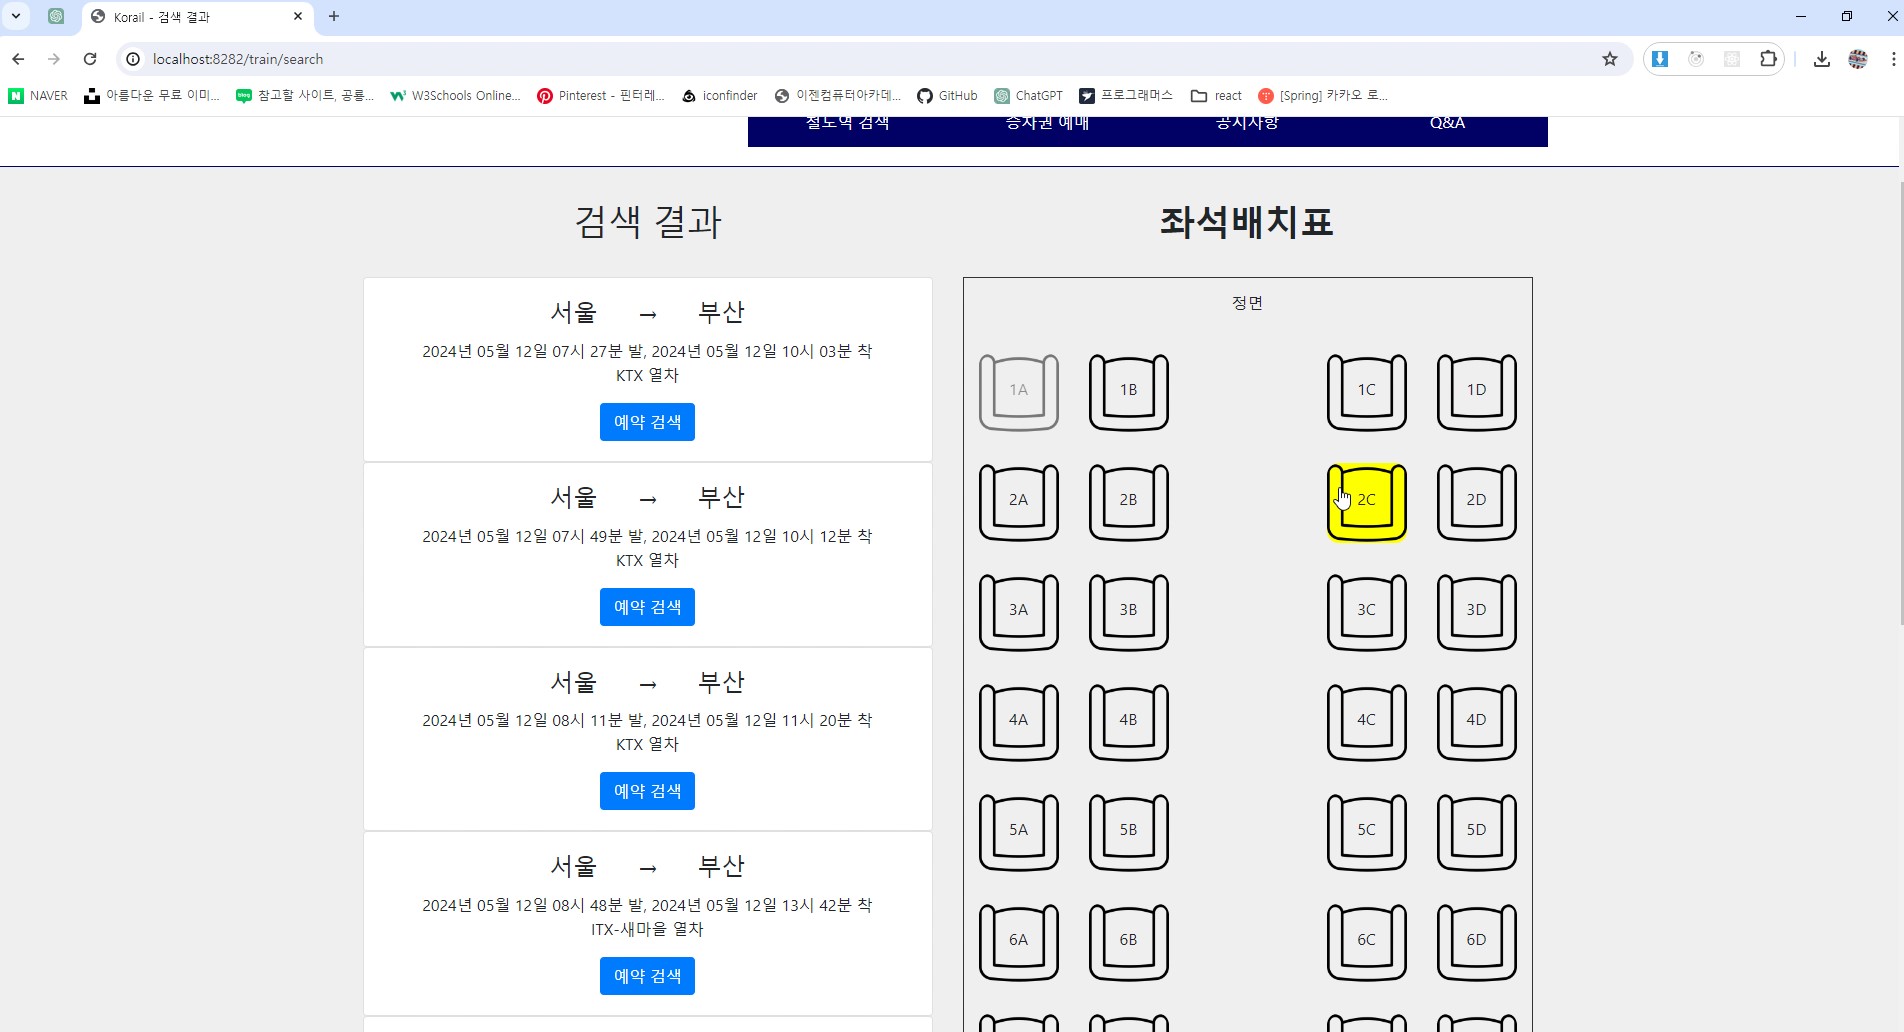 Korail - 검색 결과
localhost:8282/train/search
NAVER
아름다운 무료 이미...
참고할 사이트, 공룡...
W3Schools Online...
Pinterest - 핀터레...
iconfinder
이젠컴퓨터아카데...
GitHub
ChatGPT
프로그래머스
react
[Spring] 카카오 로...
철도역 검색
승차권 예매
공지사항
Q&A
검색 결과
서울 → 부산
2024년 05월 12일 07시 27분 발, 2024년 05월 12일 10시 03분 착
KTX 열차
예약 검색
서울 → 부산
2024년 05월 12일 07시 49분 발, 2024년 05월 12일 10시 12분 착
KTX 열차
예약 검색
서울 → 부산
2024년 05월 12일 08시 11분 발, 2024년 05월 12일 11시 20분 착
KTX 열차
예약 검색
서울 → 부산
2024년 05월 12일 08시 48분 발, 2024년 05월 12일 13시 42분 착
ITX-새마을 열차
예약 검색
좌석배치표
정면
1A 1B 1C 1D
2A 2B 2C 2D
3A 3B 3C 3D
4A 4B 4C 4D
5A 5B 5C 5D
6A 6B 6C 6D